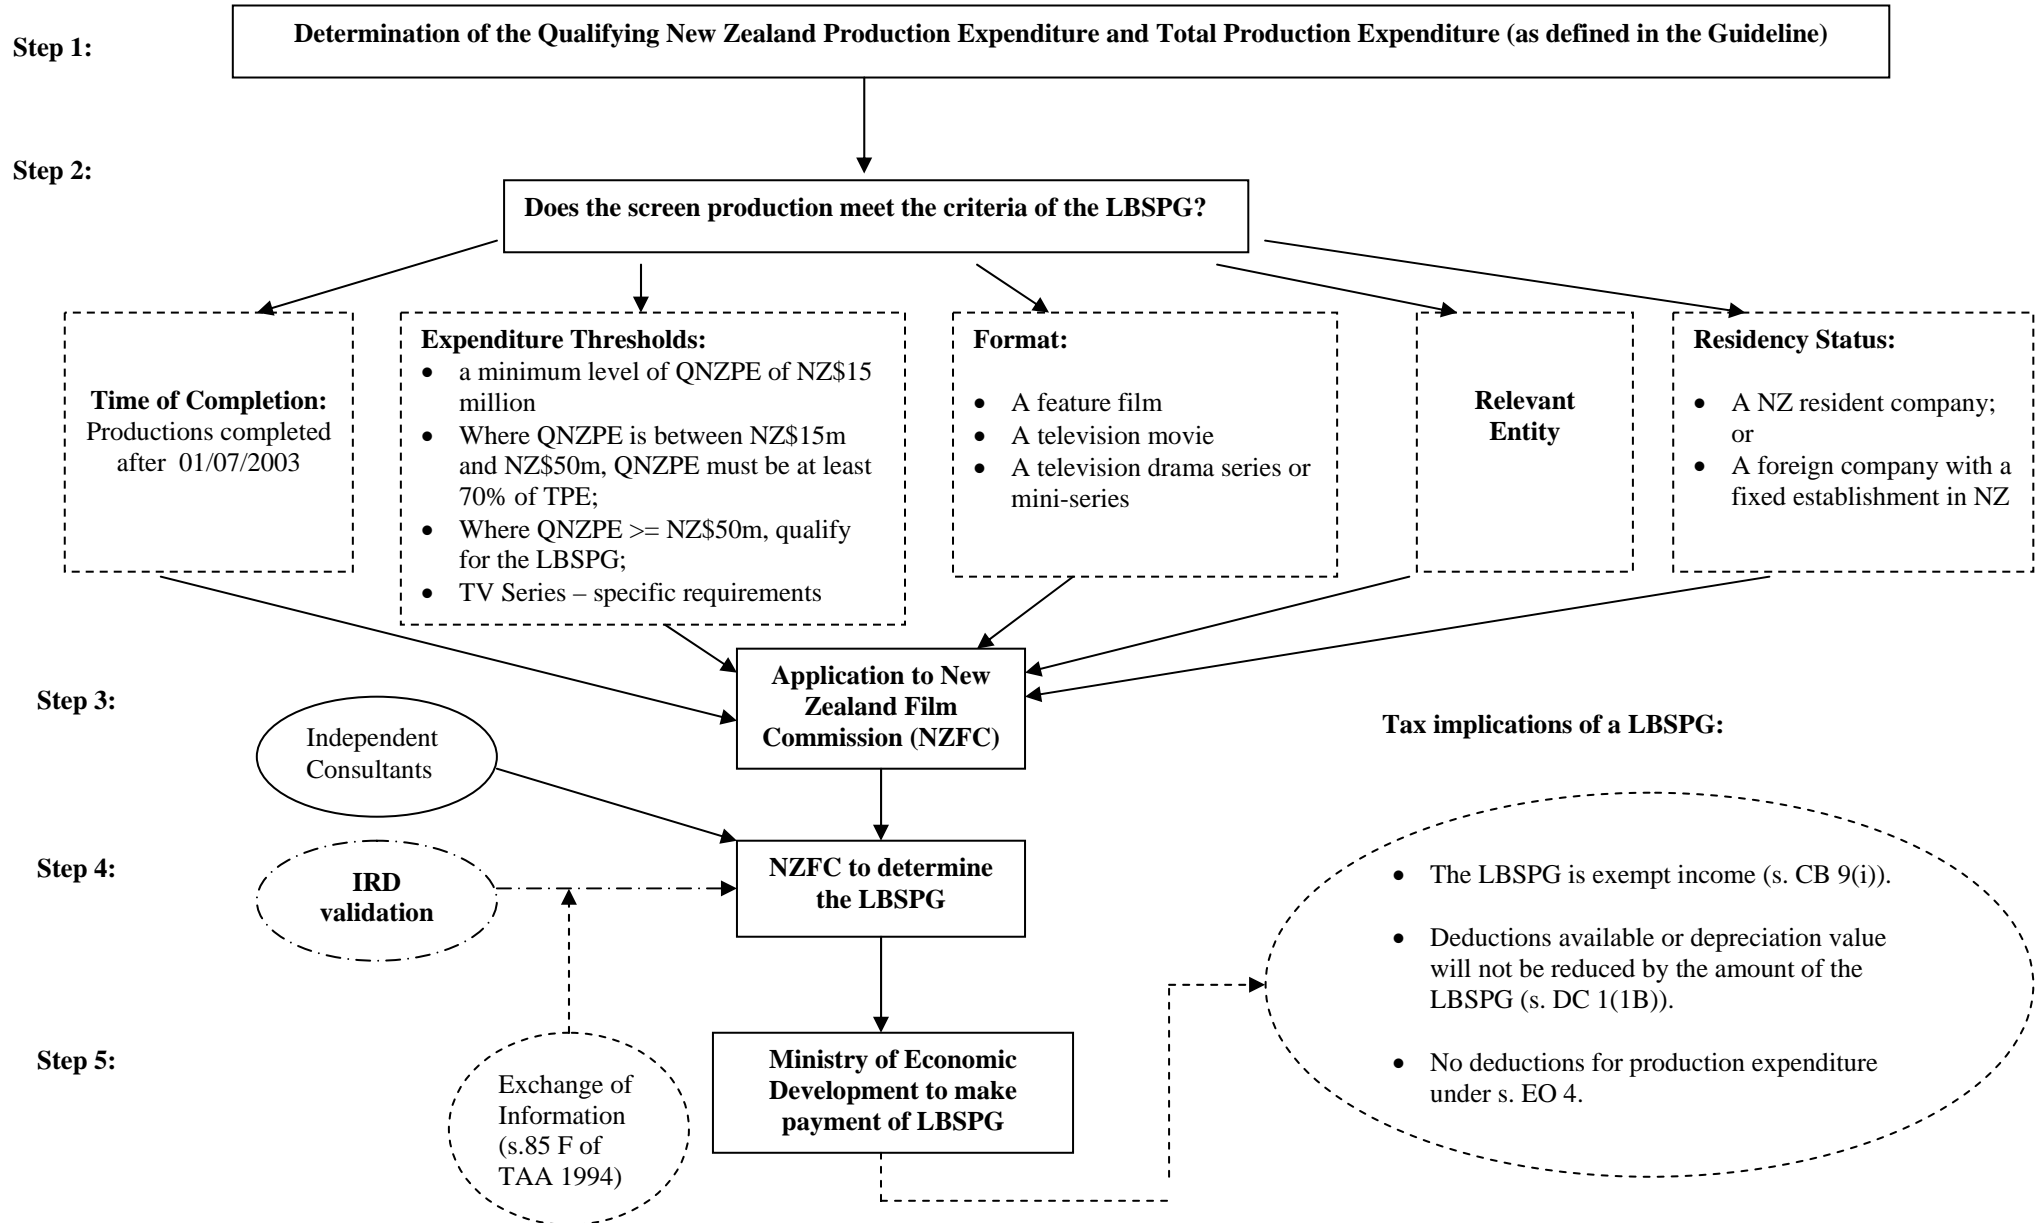 Step 1:
Determination of the Qualifying New Zealand Production Expenditure and Total Production Expenditure (as defined in the Guideline)
Step 2:
Does the screen production meet the criteria of the LBSPG?
Time of Completion:
Productions completed
after 01/07/2003
Expenditure Thresholds:
• a minimum level of QNZPE of NZ$15
million
• Where QNZPE is between NZ$15m
and NZ$50m, QNZPE must be at least
70% of TPE;
• Where QNZPE >= NZ$50m, qualify
for the LBSPG;
• TV Series – specific requirements
Format:
• A feature film
• A television movie
• A television drama series or
mini-series
Relevant
Entity
Residency Status:
• A NZ resident company;
or
• A foreign company with a
fixed establishment in NZ
Step 3:
Application to New
Zealand Film
Commission (NZFC)
Independent
Consultants
Tax implications of a LBSPG:
Step 4:
IRD
validation
NZFC to determine
the LBSPG
• The LBSPG is exempt income (s. CB 9(i)).
• Deductions available or depreciation value
will not be reduced by the amount of the
LBSPG (s. DC 1(1B)).
• No deductions for production expenditure
under s. EO 4.
Step 5:
Exchange of
Information
(s.85 F of
TAA 1994)
Ministry of Economic
Development to make
payment of LBSPG